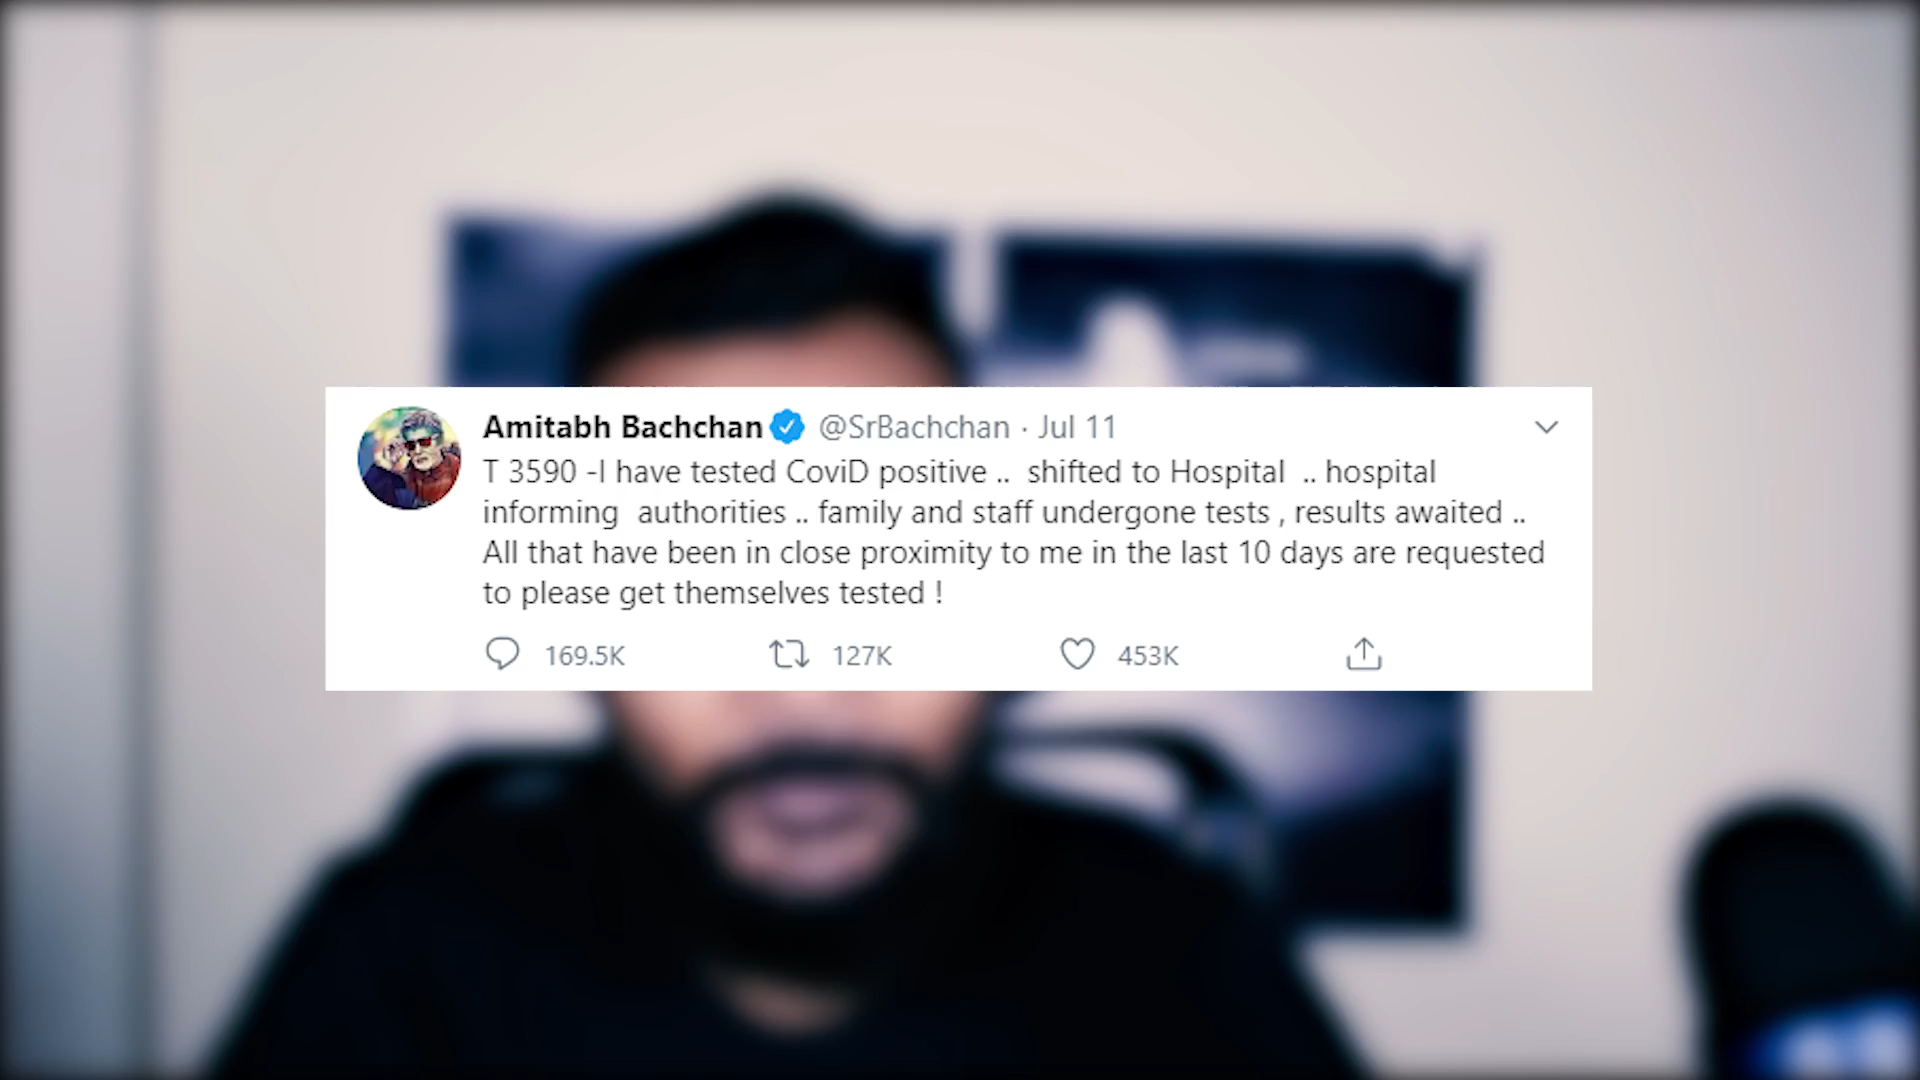 Amitabh Bachchan @SrBachchan · Jul 11
T 3590 -I have tested CoviD positive ..  shifted to Hospital  .. hospital
informing  authorities .. family and staff undergone tests , results awaited ..
All that have been in close proximity to me in the last 10 days are requested
to please get themselves tested !
169.5K 127K 453K